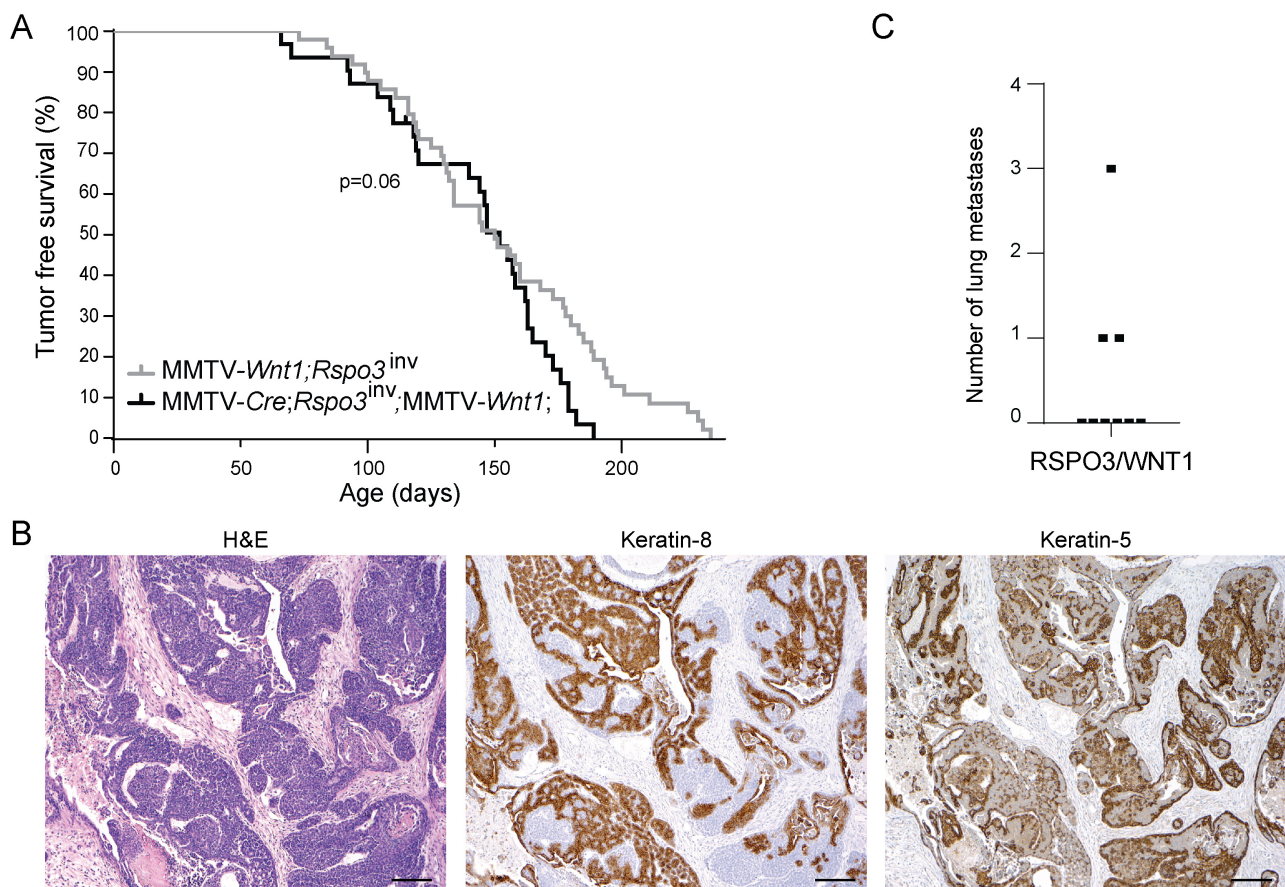 A
Tumor free survival (%)
100
90
80
70
60
50
40
30
20
10
0
p=0.06
MMTV-Wnt1;Rspo3inv
MMTV-Cre;Rspo3inv;MMTV-Wnt1;
0 50 100 150 200
Age (days)
C
Number of lung metastases
4
3
2
1
0
RSPO3/WNT1
B
H&E Keratin-8 Keratin-5